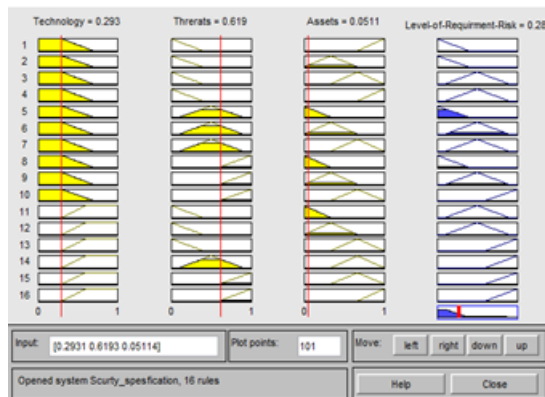 Technology = 0.293
Threrats = 0.619
Assets = 0.0511
Level-of-Requirment-Risk = 0.28
1
2
3
4
5
6
7
8
9
10
11
12
13
14
15
16
0 1
0 1
0 1
0 1
Input: [0.2931 0.6193 0.05114]
Plot points: 101
Move: left right down up
Opened system Scurty_spesfication, 16 rules
Help Close